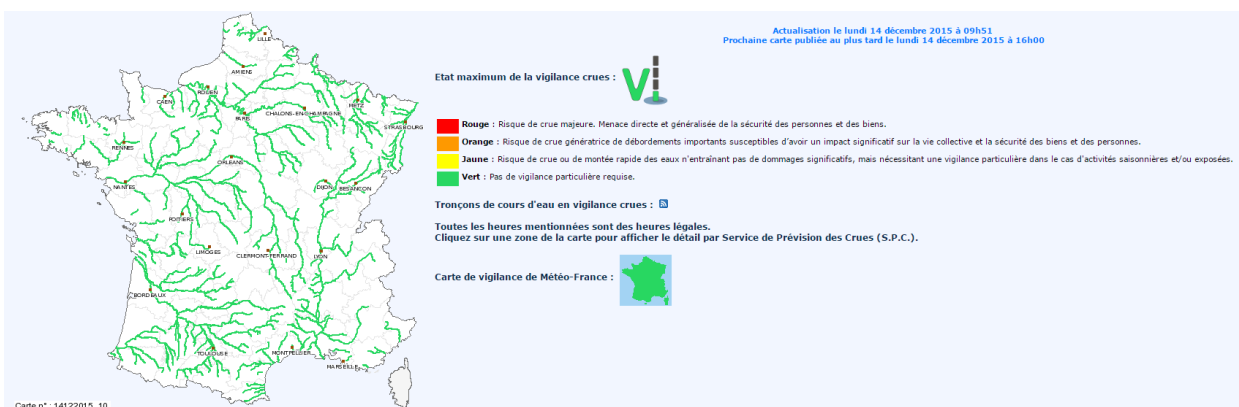 Actualisation le lundi 14 décembre 2015 à 09h51
Prochaine carte publiée au plus tard le lundi 14 décembre 2015 à 16h00
Etat maximum de la vigilance crues :
Rouge : Risque de crue majeure. Menace directe et généralisée de la sécurité des personnes et des biens.
Orange : Risque de crue génératrice de débordements importants susceptibles d'avoir un impact significatif sur la vie collective et la sécurité des biens et des personnes.
Jaune : Risque de crue ou de montée rapide des eaux n'entraînant pas de dommages significatifs, mais nécessitant une vigilance particulière dans le cas d'activités saisonnières et/ou exposées.
Vert : Pas de vigilance particulière requise.
Tronçons de cours d'eau en vigilance crues :
Toutes les heures mentionnées sont des heures légales.
Cliquez sur une zone de la carte pour afficher le détail par Service de Prévision des Crues (S.P.C.).
Carte de vigilance de Météo-France :
LILLE
AMIENS
ROUEN
CAEN
METZ
CHALONS-EN-CHAMPAGNE
PARIS
STRASBOURG
RENNES
ORLEANS
NANTES
DIJON
BESANCON
POITIERS
LIMOGES
CLERMONT-FERRAND
LYON
BORDEAUX
TOULOUSE
MONTPELLIER
MARSEILLE
Carte n° : 14122015_10